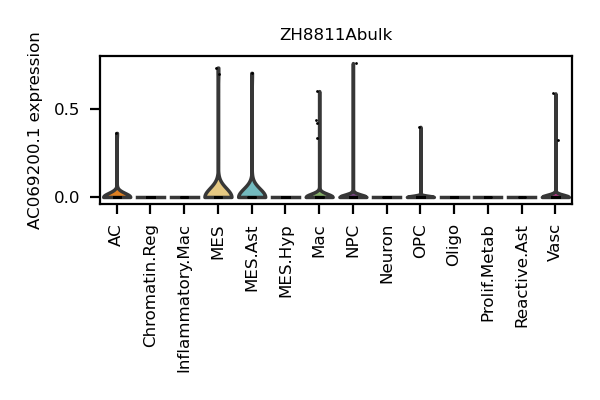 ZH8811Abulk
AC069200.1 expression
0.5
0.0
AC
Chromatin.Reg
Inflammatory.Mac
MES
MES.Ast
MES.Hyp
Mac
NPC
Neuron
OPC
Oligo
Prolif.Metab
Reactive.Ast
Vasc